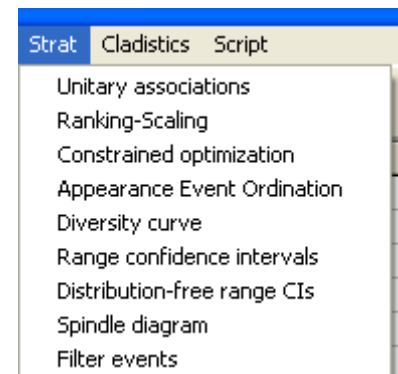 Strat Cladistics Script
Unitary associations
Ranking-Scaling
Constrained optimization
Appearance Event Ordination
Diversity curve
Range confidence intervals
Distribution-free range CIs
Spindle diagram
Filter events